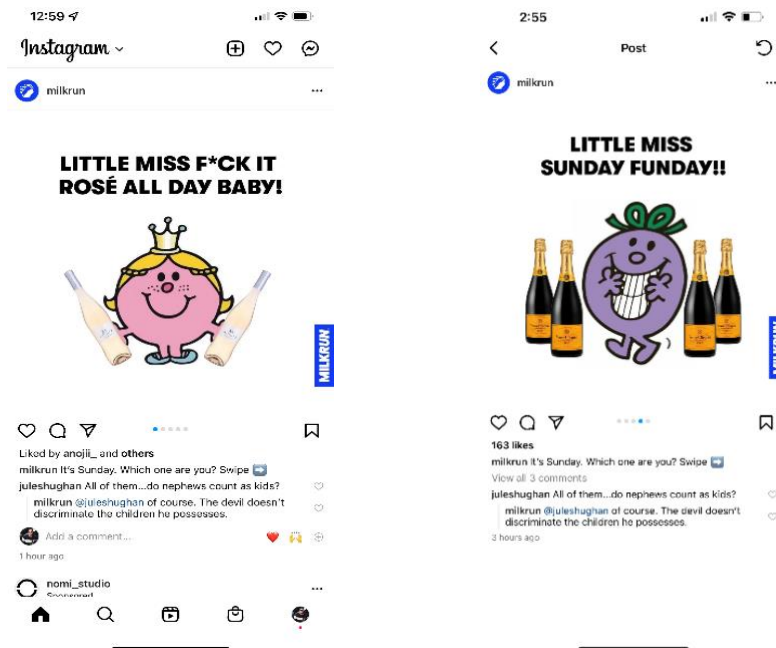 12:59
Instagram
milkrun
LITTLE MISS F*CK IT
ROSÉ ALL DAY BABY!
MILKRUN
Liked by anojii_ and others
milkrun It's Sunday. Which one are you? Swipe ➡️
juleshughan All of them...do nephews count as kids?
milkrun @juleshughan of course. The devil doesn't
discriminate the children he possesses.
Add a comment...
1 hour ago
nomi_studio
Sponsored
2:55
Post
milkrun
LITTLE MISS
SUNDAY FUNDAY!!
MILKRUN
163 likes
milkrun It's Sunday. Which one are you? Swipe ➡️
View all 3 comments
juleshughan All of them...do nephews count as kids?
milkrun @juleshughan of course. The devil doesn't
discriminate the children he possesses.
3 hours ago